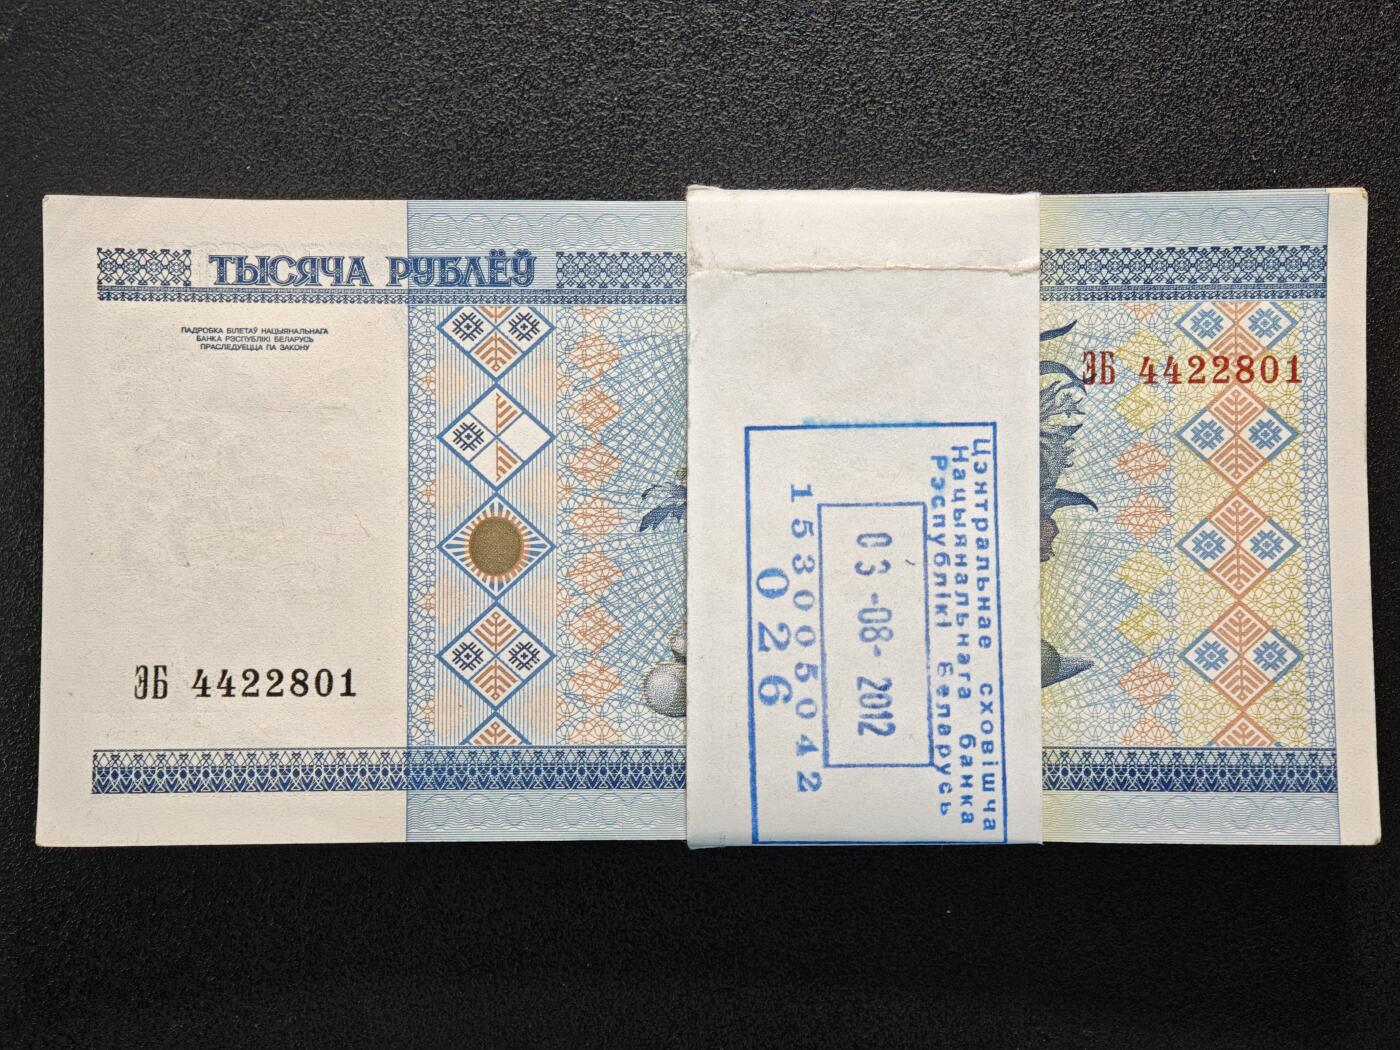 ТЫСЯЧА РУБЛЁЎ
ПАДРОБКА БІЛЕТАЎ НАЦЫЯНАЛЬНАГА
БАНКА РЭСПУБЛІКІ БЕЛАРУСЬ
ПРАСЛЕДУЕЦЦА ПА ЗАКОНУ
ЭБ 4422801
ЭБ 4422801
Цэнтральнае сховішча
Нацыянальнага банка
Рэспублікі Беларусь
03-08-2012
153005042
026